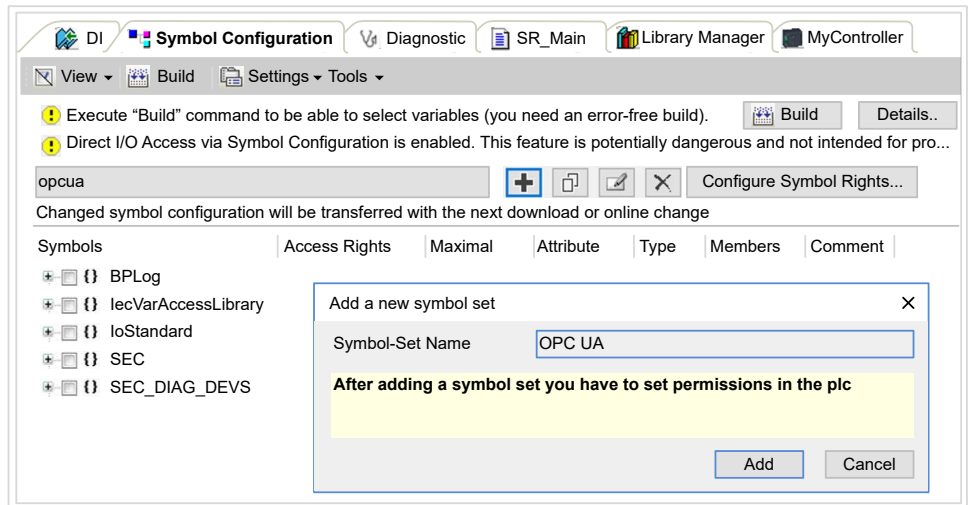 DI Symbol Configuration Diagnostic SR_Main Library Manager MyController
View Build Settings Tools
Execute “Build” command to be able to select variables (you need an error-free build). Build Details..
Direct I/O Access via Symbol Configuration is enabled. This feature is potentially dangerous and not intended for pro...
opcua Configure Symbol Rights...
Changed symbol configuration will be transferred with the next download or online change
Symbols Access Rights Maximal Attribute Type Members Comment
BPLog
IecVarAccessLibrary
IoStandard
SEC
SEC_DIAG_DEVS
Add a new symbol set
Symbol-Set Name OPC UA
After adding a symbol set you have to set permissions in the plc
Add Cancel